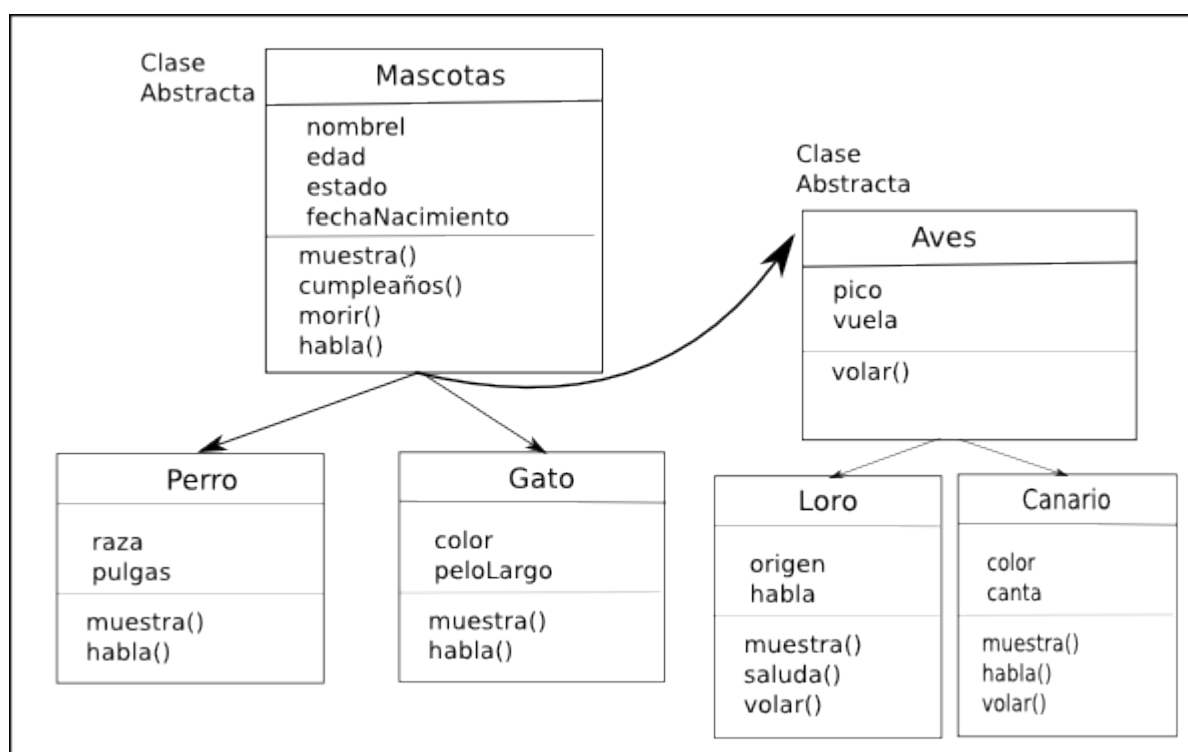 Clase
Abstracta
Mascotas
nombrel
edad
estado
fechaNacimiento
muestra()
cumpleaños()
morir()
habla()
Clase
Abstracta
Aves
pico
vuela
volar()
Perro
raza
pulgas
muestra()
habla()
Gato
color
peloLargo
muestra()
habla()
Loro
origen
habla
muestra()
saluda()
volar()
Canario
color
canta
muestra()
habla()
volar()